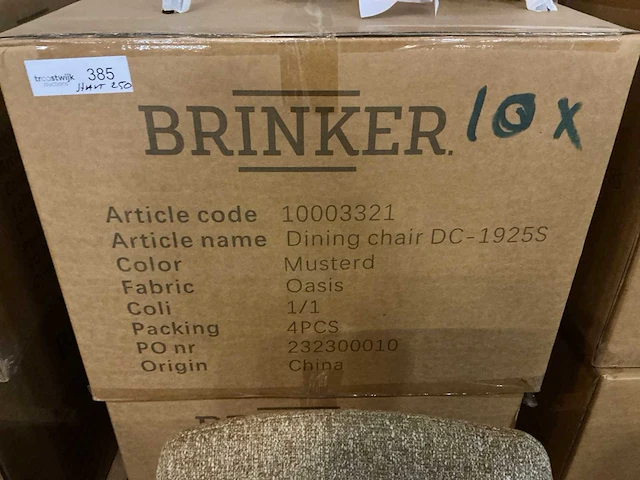 troostwijk 385
BRINKER. 10 X
Article code 10003321
Article name Dining chair DC-1925S
Color Musterd
Fabric Oasis
Coli 1/1
Packing 4PCS
PO nr 232300010
Origin China